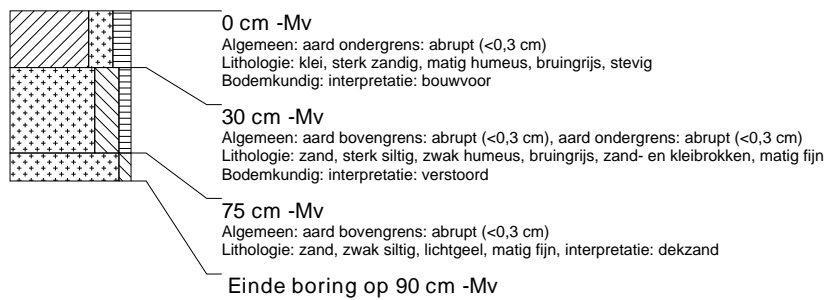 0 cm -Mv
Algemeen: aard ondergrens: abrupt (<0,3 cm)
Lithologie: klei, sterk zandig, matig humeus, bruingrijs, stevig
Bodemkundig: interpretatie: bouwvoor
30 cm -Mv
Algemeen: aard bovengrens: abrupt (<0,3 cm), aard ondergrens: abrupt (<0,3 cm)
Lithologie: zand, sterk siltig, zwak humeus, bruingrijs, zand- en kleibrokken, matig fijn
Bodemkundig: interpretatie: verstoord
75 cm -Mv
Algemeen: aard bovengrens: abrupt (<0,3 cm)
Lithologie: zand, zwak siltig, lichtgeel, matig fijn, interpretatie: dekzand
Einde boring op 90 cm -Mv